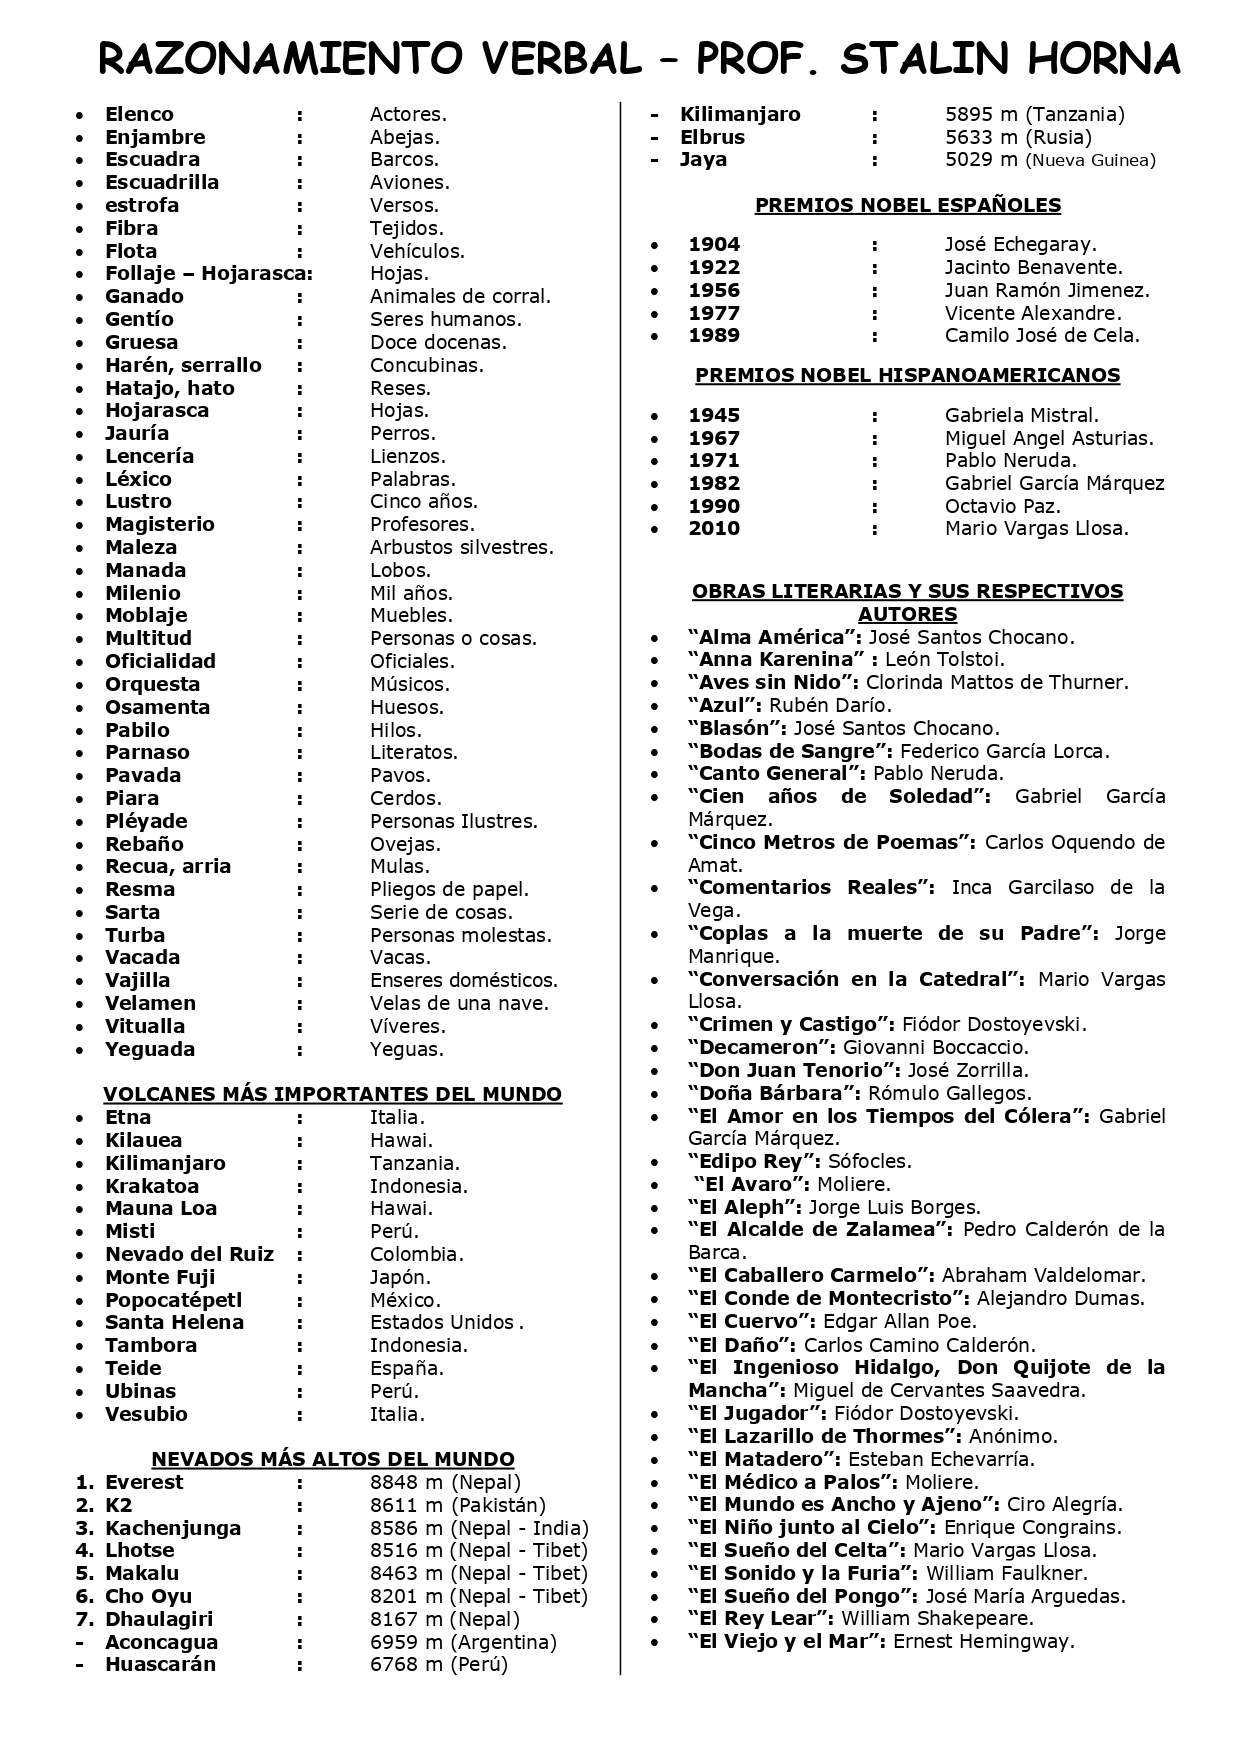 RAZONAMIENTO VERBAL – PROF. STALIN HORNA
• Elenco : Actores.
• Enjambre : Abejas.
• Escuadra : Barcos.
• Escuadrilla : Aviones.
• estrofa : Versos.
• Fibra : Tejidos.
• Flota : Vehículos.
• Follaje – Hojarasca: Hojas.
• Ganado : Animales de corral.
• Gentío : Seres humanos.
• Gruesa : Doce docenas.
• Harén, serrallo : Concubinas.
• Hatajo, hato : Reses.
• Hojarasca : Hojas.
• Jauría : Perros.
• Lencería : Lienzos.
• Léxico : Palabras.
• Lustro : Cinco años.
• Magisterio : Profesores.
• Maleza : Arbustos silvestres.
• Manada : Lobos.
• Milenio : Mil años.
• Moblaje : Muebles.
• Multitud : Personas o cosas.
• Oficialidad : Oficiales.
• Orquesta : Músicos.
• Osamenta : Huesos.
• Pabilo : Hilos.
• Parnaso : Literatos.
• Pavada : Pavos.
• Piara : Cerdos.
• Pléyade : Personas Ilustres.
• Rebaño : Ovejas.
• Recua, arria : Mulas.
• Resma : Pliegos de papel.
• Sarta : Serie de cosas.
• Turba : Personas molestas.
• Vacada : Vacas.
• Vajilla : Enseres domésticos.
• Velamen : Velas de una nave.
• Vitualla : Víveres.
• Yeguada : Yeguas.
VOLCANES MÁS IMPORTANTES DEL MUNDO
• Etna : Italia.
• Kilauea : Hawai.
• Kilimanjaro : Tanzania.
• Krakatoa : Indonesia.
• Mauna Loa : Hawai.
• Misti : Perú.
• Nevado del Ruiz : Colombia.
• Monte Fuji : Japón.
• Popocatépetl : México.
• Santa Helena : Estados Unidos .
• Tambora : Indonesia.
• Teide : España.
• Ubinas : Perú.
• Vesubio : Italia.
NEVADOS MÁS ALTOS DEL MUNDO
1. Everest : 8848 m (Nepal)
2. K2 : 8611 m (Pakistán)
3. Kachenjunga : 8586 m (Nepal - India)
4. Lhotse : 8516 m (Nepal - Tibet)
5. Makalu : 8463 m (Nepal - Tibet)
6. Cho Oyu : 8201 m (Nepal - Tibet)
7. Dhaulagiri : 8167 m (Nepal)
- Aconcagua : 6959 m (Argentina)
- Huascarán : 6768 m (Perú)
- Kilimanjaro : 5895 m (Tanzania)
- Elbrus : 5633 m (Rusia)
- Jaya : 5029 m (Nueva Guinea)
PREMIOS NOBEL ESPAÑOLES
• 1904 : José Echegaray.
• 1922 : Jacinto Benavente.
• 1956 : Juan Ramón Jimenez.
• 1977 : Vicente Alexandre.
• 1989 : Camilo José de Cela.
PREMIOS NOBEL HISPANOAMERICANOS
• 1945 : Gabriela Mistral.
• 1967 : Miguel Angel Asturias.
• 1971 : Pablo Neruda.
• 1982 : Gabriel García Márquez
• 1990 : Octavio Paz.
• 2010 : Mario Vargas Llosa.
OBRAS LITERARIAS Y SUS RESPECTIVOS
AUTORES
• “Alma América”: José Santos Chocano.
• “Anna Karenina” : León Tolstoi.
• “Aves sin Nido”: Clorinda Mattos de Thurner.
• “Azul”: Rubén Darío.
• “Blasón”: José Santos Chocano.
• “Bodas de Sangre”: Federico García Lorca.
• “Canto General”: Pablo Neruda.
• “Cien años de Soledad”: Gabriel García
Márquez.
• “Cinco Metros de Poemas”: Carlos Oquendo de
Amat.
• “Comentarios Reales”: Inca Garcilaso de la
Vega.
• “Coplas a la muerte de su Padre”: Jorge
Manrique.
• “Conversación en la Catedral”: Mario Vargas
Llosa.
• “Crimen y Castigo”: Fiódor Dostoyevski.
• “Decameron”: Giovanni Boccaccio.
• “Don Juan Tenorio”: José Zorrilla.
• “Doña Bárbara”: Rómulo Gallegos.
• “El Amor en los Tiempos del Cólera”: Gabriel
García Márquez.
• “Edipo Rey”: Sófocles.
• “El Avaro”: Moliere.
• “El Aleph”: Jorge Luis Borges.
• “El Alcalde de Zalamea”: Pedro Calderón de la
Barca.
• “El Caballero Carmelo”: Abraham Valdelomar.
• “El Conde de Montecristo”: Alejandro Dumas.
• “El Cuervo”: Edgar Allan Poe.
• “El Daño”: Carlos Camino Calderón.
• “El Ingenioso Hidalgo, Don Quijote de la
Mancha”: Miguel de Cervantes Saavedra.
• “El Jugador”: Fiódor Dostoyevski.
• “El Lazarillo de Thormes”: Anónimo.
• “El Matadero”: Esteban Echevarría.
• “El Médico a Palos”: Moliere.
• “El Mundo es Ancho y Ajeno”: Ciro Alegría.
• “El Niño junto al Cielo”: Enrique Congrains.
• “El Sueño del Celta”: Mario Vargas Llosa.
• “El Sonido y la Furia”: William Faulkner.
• “El Sueño del Pongo”: José María Arguedas.
• “El Rey Lear”: William Shakepeare.
• “El Viejo y el Mar”: Ernest Hemingway.